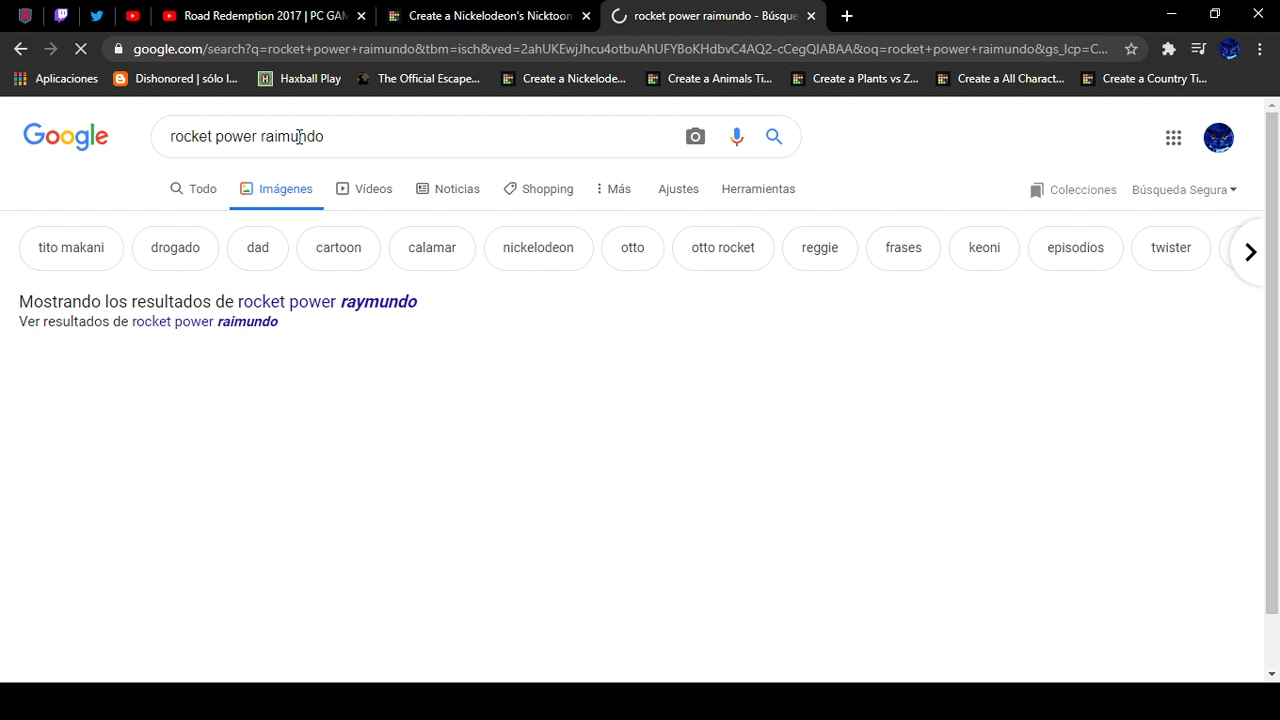 Road Redemption 2017 | PC GAM
Create a Nickelodeon's Nicktoon
rocket power raimundo - Búsque
google.com/search?q=rocket+power+raimundo&tbm=isch&ved=2ahUKEwjJhcu4otbuAhUFYBoKHdbvC4AQ2-cCegQIABAA&oq=rocket+power+raimundo&gs_lcp=C...
Aplicaciones
Dishonored | sólo l...
Haxball Play
The Official Escape...
Create a Nickelode...
Create a Animals Ti...
Create a Plants vs Z...
Create a All Charact...
Create a Country Ti...
Google
rocket power raimundo
Todo
Imágenes
Vídeos
Noticias
Shopping
Más
Ajustes
Herramientas
Colecciones
Búsqueda Segura
tito makani
drogado
dad
cartoon
calamar
nickelodeon
otto
otto rocket
reggie
frases
keoni
episodios
twister
Mostrando los resultados de rocket power raymundo
Ver resultados de rocket power raimundo